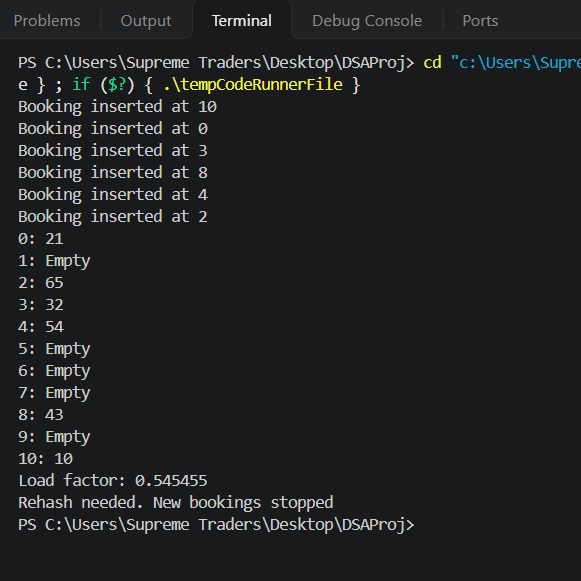 Problems Output Terminal Debug Console Ports
PS C:\Users\Supreme Traders\Desktop\DSAProj> cd "c:\Users\Supre
e } ; if ($?) { .\tempCodeRunnerFile }
Booking inserted at 10
Booking inserted at 0
Booking inserted at 3
Booking inserted at 8
Booking inserted at 4
Booking inserted at 2
0: 21
1: Empty
2: 65
3: 32
4: 54
5: Empty
6: Empty
7: Empty
8: 43
9: Empty
10: 10
Load factor: 0.545455
Rehash needed. New bookings stopped
PS C:\Users\Supreme Traders\Desktop\DSAProj>